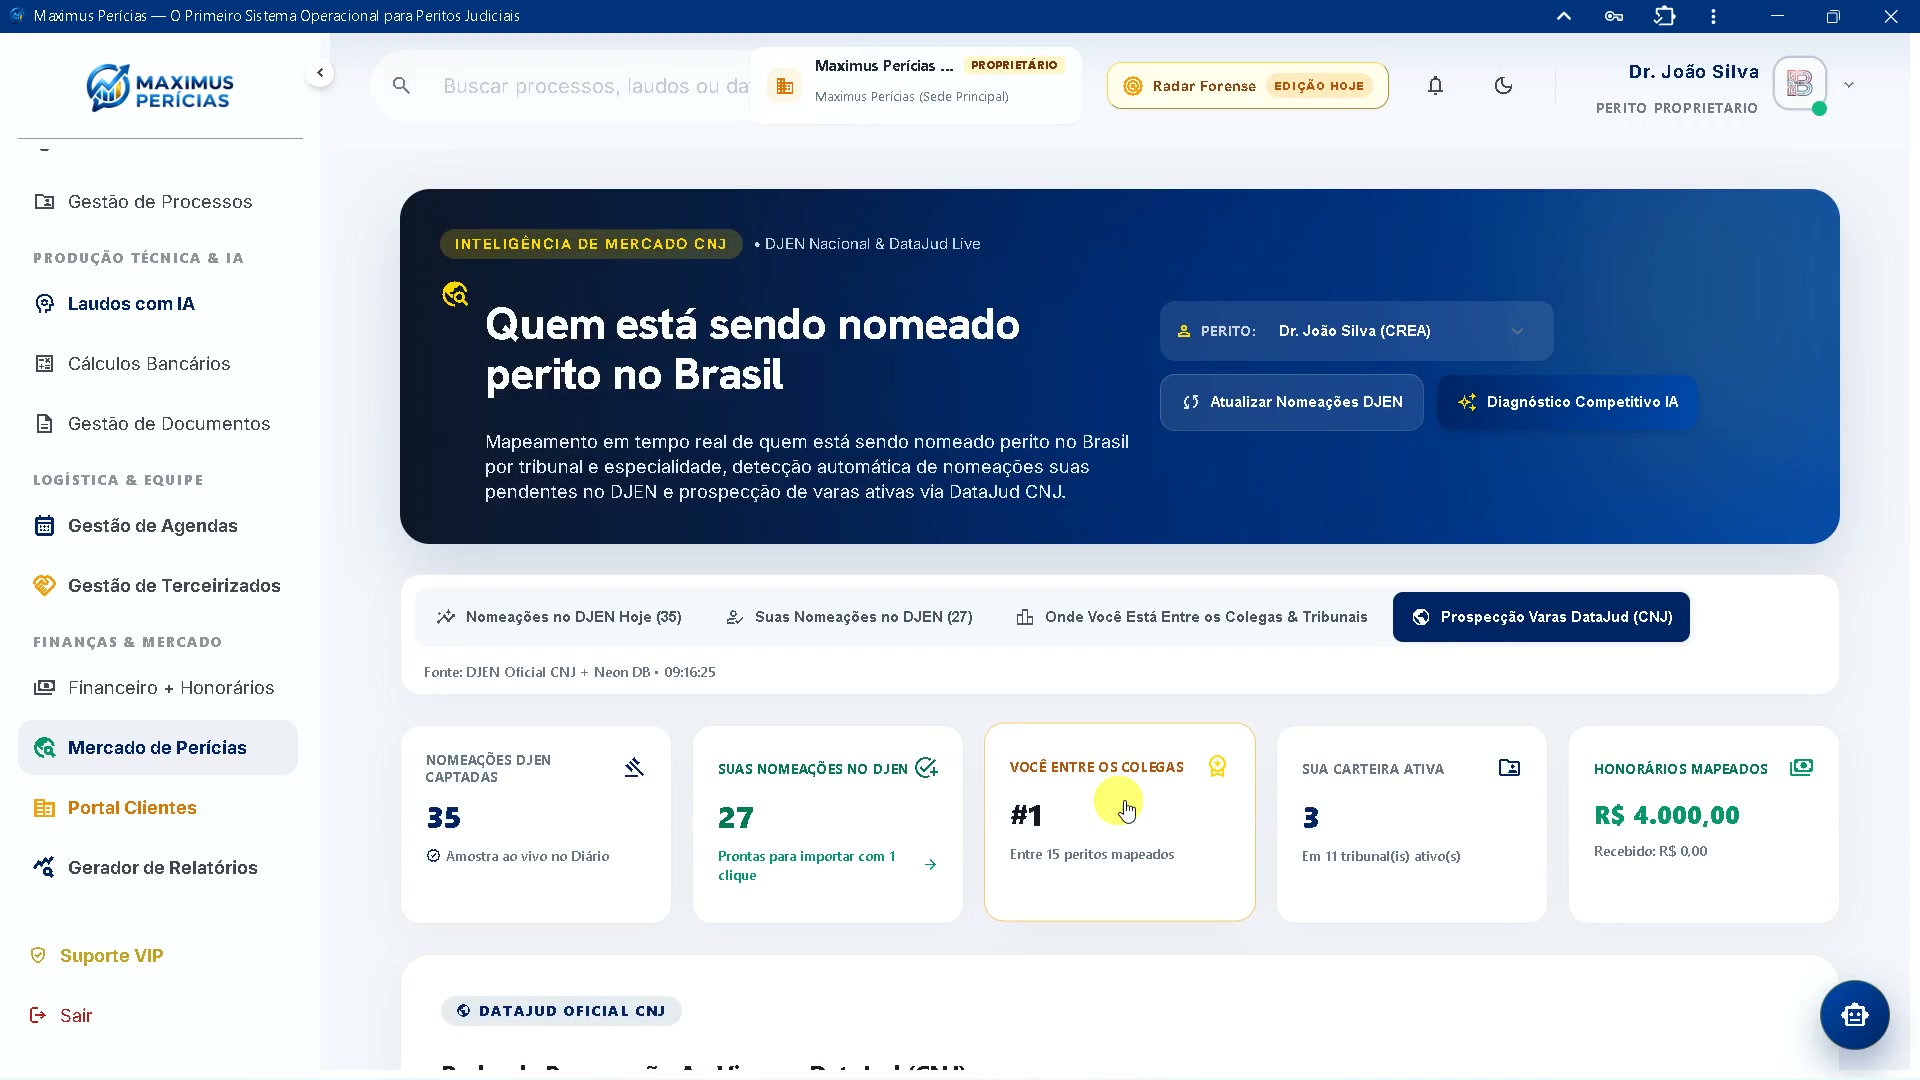 Maximus Perícias — O Primeiro Sistema Operacional para Peritos Judiciais
MAXIMUS
PERÍCIAS
Buscar processos, laudos ou da
Maximus Perícias ...
PROPRIETÁRIO
Maximus Perícias (Sede Principal)
Radar Forense
EDIÇÃO HOJE
Dr. João Silva
PERITO PROPRIETARIO
Gestão de Processos
PRODUÇÃO TÉCNICA & IA
Laudos com IA
Cálculos Bancários
Gestão de Documentos
LOGÍSTICA & EQUIPE
Gestão de Agendas
Gestão de Terceirizados
FINANÇAS & MERCADO
Financeiro + Honorários
Mercado de Perícias
Portal Clientes
Gerador de Relatórios
Suporte VIP
Sair
INTELIGÊNCIA DE MERCADO CNJ
• DJEN Nacional & DataJud Live
Quem está sendo nomeado
perito no Brasil
Mapeamento em tempo real de quem está sendo nomeado perito no Brasil
por tribunal e especialidade, detecção automática de nomeações suas
pendentes no DJEN e prospecção de varas ativas via DataJud CNJ.
PERITO:
Dr. João Silva (CREA)
Atualizar Nomeações DJEN
Diagnóstico Competitivo IA
Nomeações no DJEN Hoje (35)
Suas Nomeações no DJEN (27)
Onde Você Está Entre os Colegas & Tribunais
Prospecção Varas DataJud (CNJ)
Fonte: DJEN Oficial CNJ + Neon DB • 09:16:25
NOMEAÇÕES DJEN
CAPTADAS
35
Amostra ao vivo no Diário
SUAS NOMEAÇÕES NO DJEN
27
Prontas para importar com 1
clique
VOCÊ ENTRE OS COLEGAS
#1
Entre 15 peritos mapeados
SUA CARTEIRA ATIVA
3
Em 11 tribunal(is) ativo(s)
HONORÁRIOS MAPEADOS
R$ 4.000,00
Recebido: R$ 0,00
DATAJUD OFICIAL CNJ